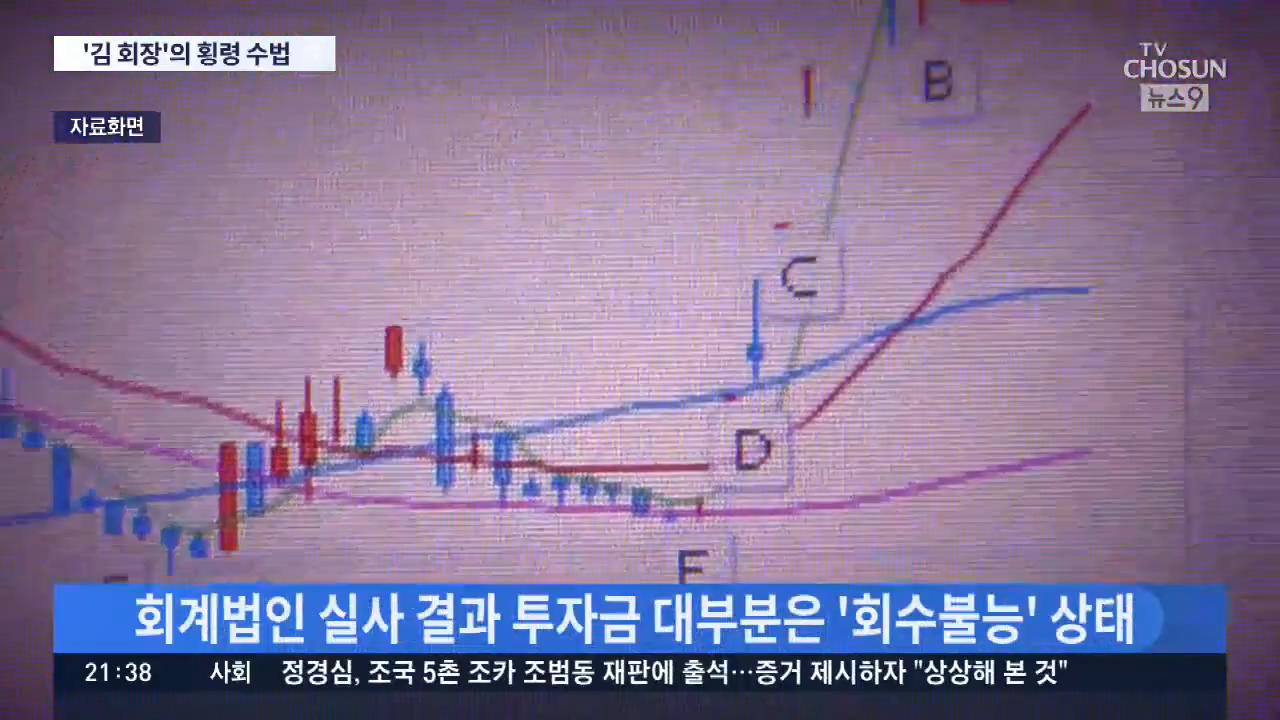 '김 회장'의 횡령 수법
TV
CHOSUN
뉴스9
자료화면
B
C
D
회계법인 실사 결과 투자금 대부분은 '회수불능' 상태
21:38 사회 정경심, 조국 5촌 조카 조범동 재판에 출석…증거 제시하자 "상상해 본 것"